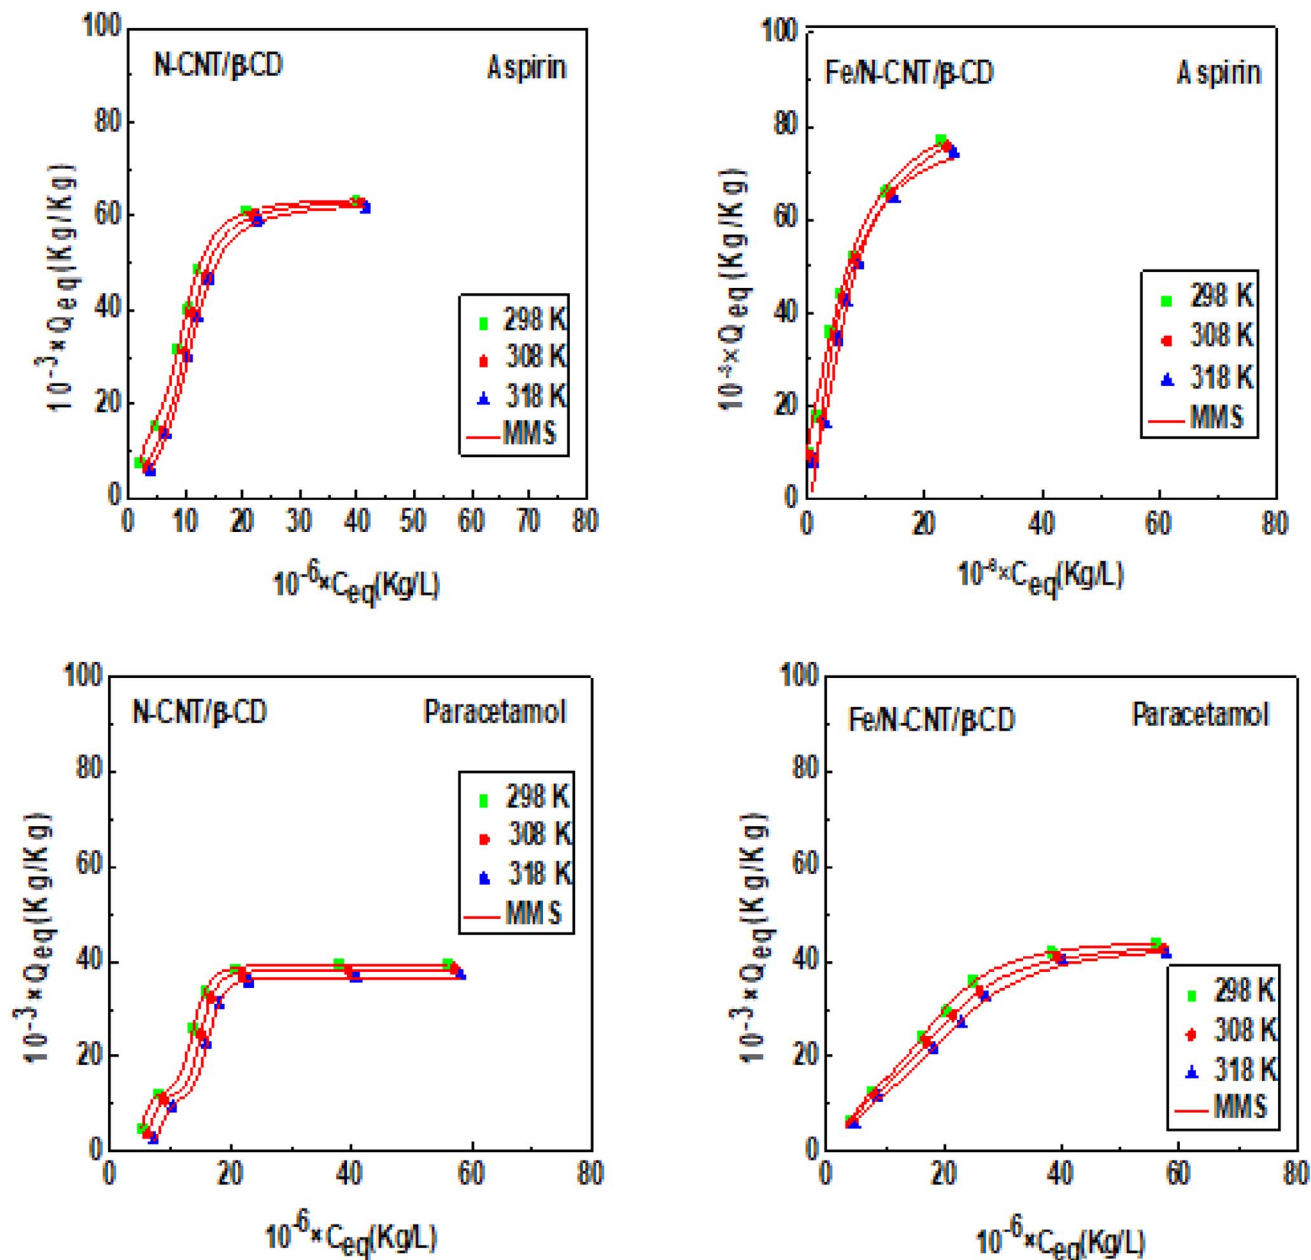 N-CNT/β-CD Aspirin
100
80
60
40
20
0
10⁻³×Qeq(Kg/Kg)
298 K
308 K
318 K
MMS
0 10 20 30 40 50 60 70 80
10⁻⁶×Ceq(Kg/L)
Fe/N-CNT/β-CD Aspirin
100
80
60
40
20
0
10⁻³×Qeq(Kg/Kg)
298 K
308 K
318 K
MMS
0 20 40 60 80
10⁻⁶×Ceq(Kg/L)
N-CNT/β-CD Paracetamol
100
80
60
40
20
0
10⁻³×Qeq(Kg/Kg)
298 K
308 K
318 K
MMS
0 20 40 60 80
10⁻⁶×Ceq(Kg/L)
Fe/N-CNT/β-CD Paracetamol
100
80
60
40
20
0
10⁻³×Qeq(Kg/Kg)
298 K
308 K
318 K
MMS
0 20 40 60 80
10⁻⁶×Ceq(Kg/L)